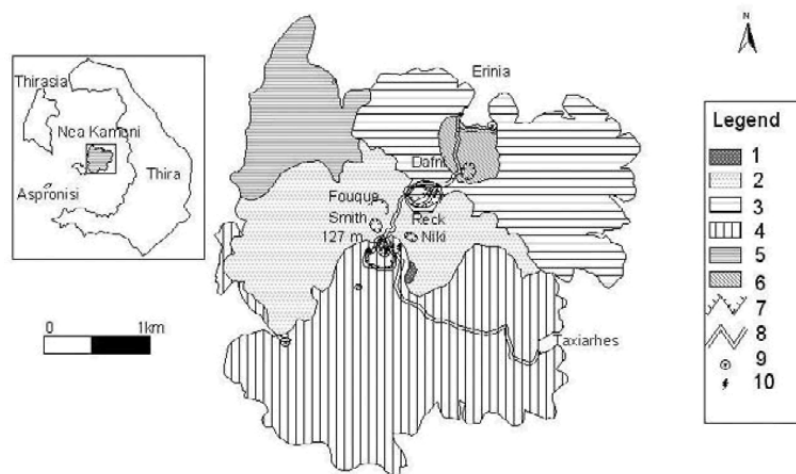 N
Thirasia
Nea Kameni
Thira
Aspronisi
0 1km
Erinia
Dafni
Fouque
Smith
Reck
127 m
Niki
Taxiarhes
Legend
1
2
3
4
5
6
7
8
9
10